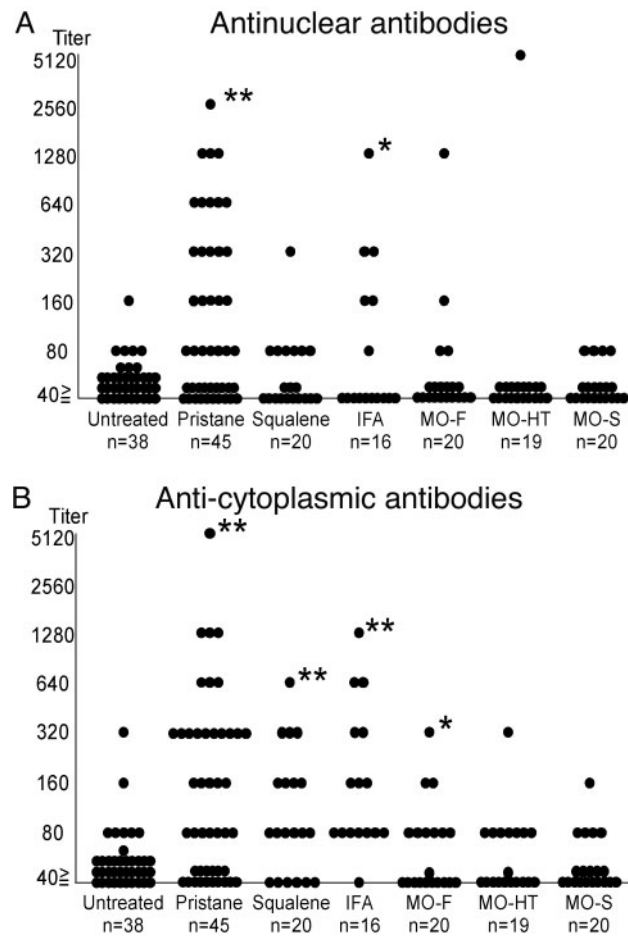 A Antinuclear antibodies
Titer
5120
**
2560
1280
*
640
320
160
80
40≥
Untreated Pristane Squalene IFA MO-F MO-HT MO-S
n=38 n=45 n=20 n=16 n=20 n=19 n=20
B Anti-cytoplasmic antibodies
Titer
5120
**
2560
1280
**
640
**
320
*
160
80
40≥
Untreated Pristane Squalene IFA MO-F MO-HT MO-S
n=38 n=45 n=20 n=16 n=20 n=19 n=20